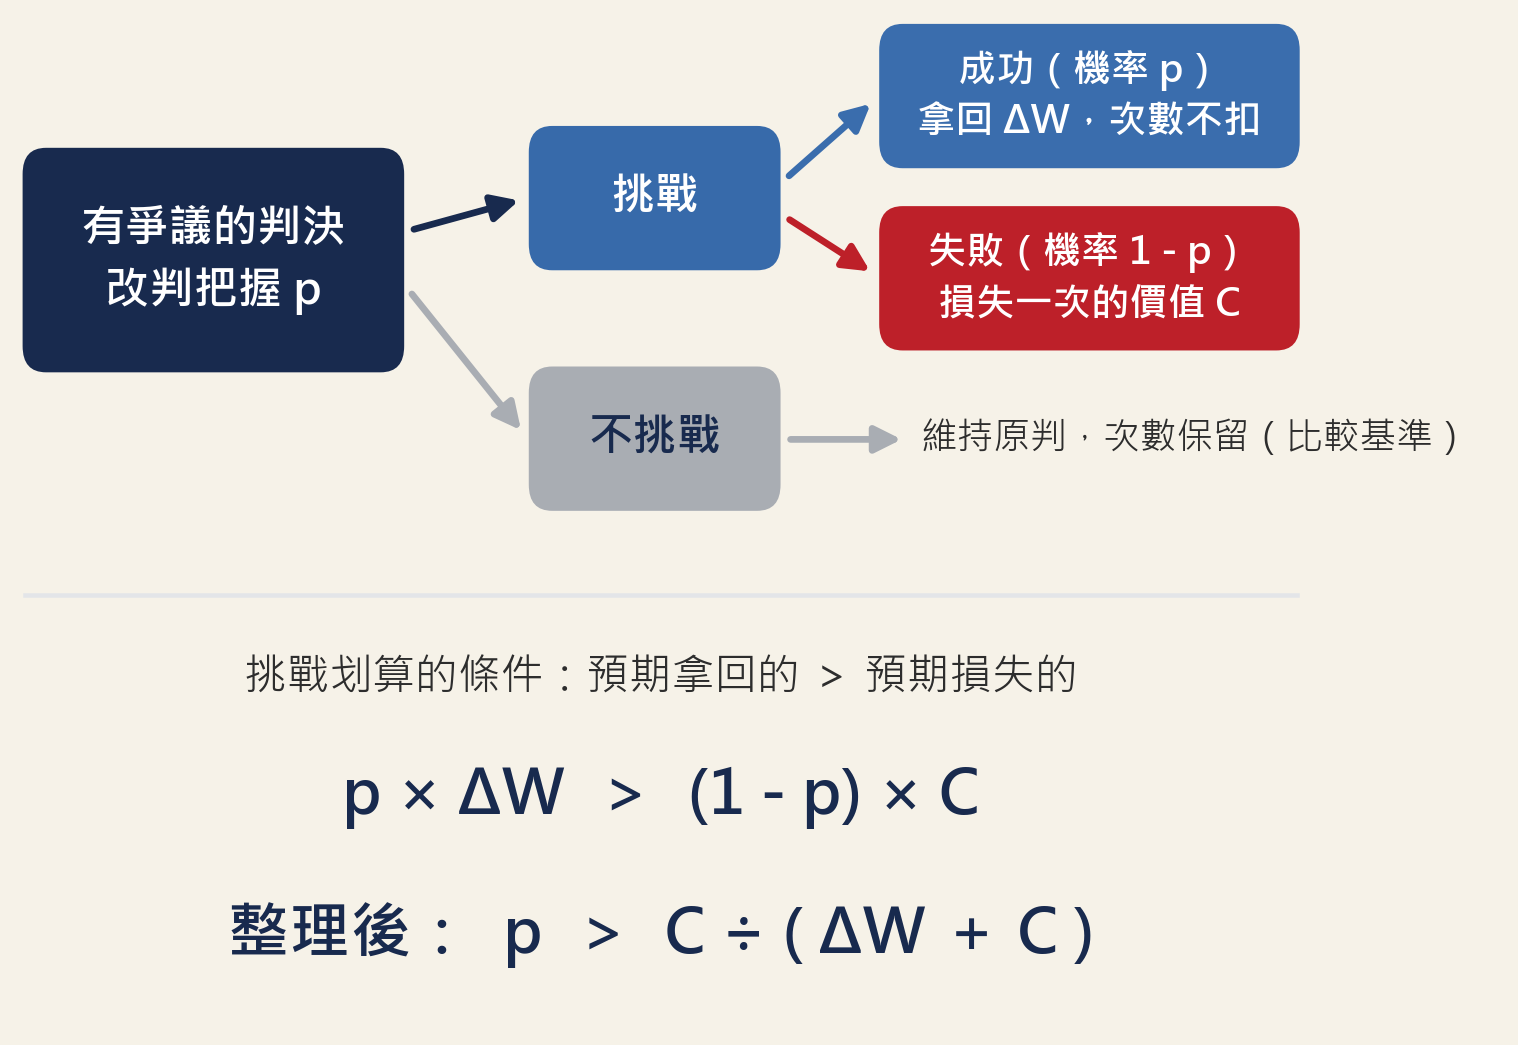 有爭議的判決
改判把握 p
挑戰
成功（機率 p）
拿回 ΔW，次數不扣
失敗（機率 1 - p）
損失一次的價值 C
不挑戰
維持原判，次數保留（比較基準）
挑戰划算的條件：預期拿回的 > 預期損失的
p × ΔW > (1 - p) × C
整理後： p > C ÷ ( ΔW + C )